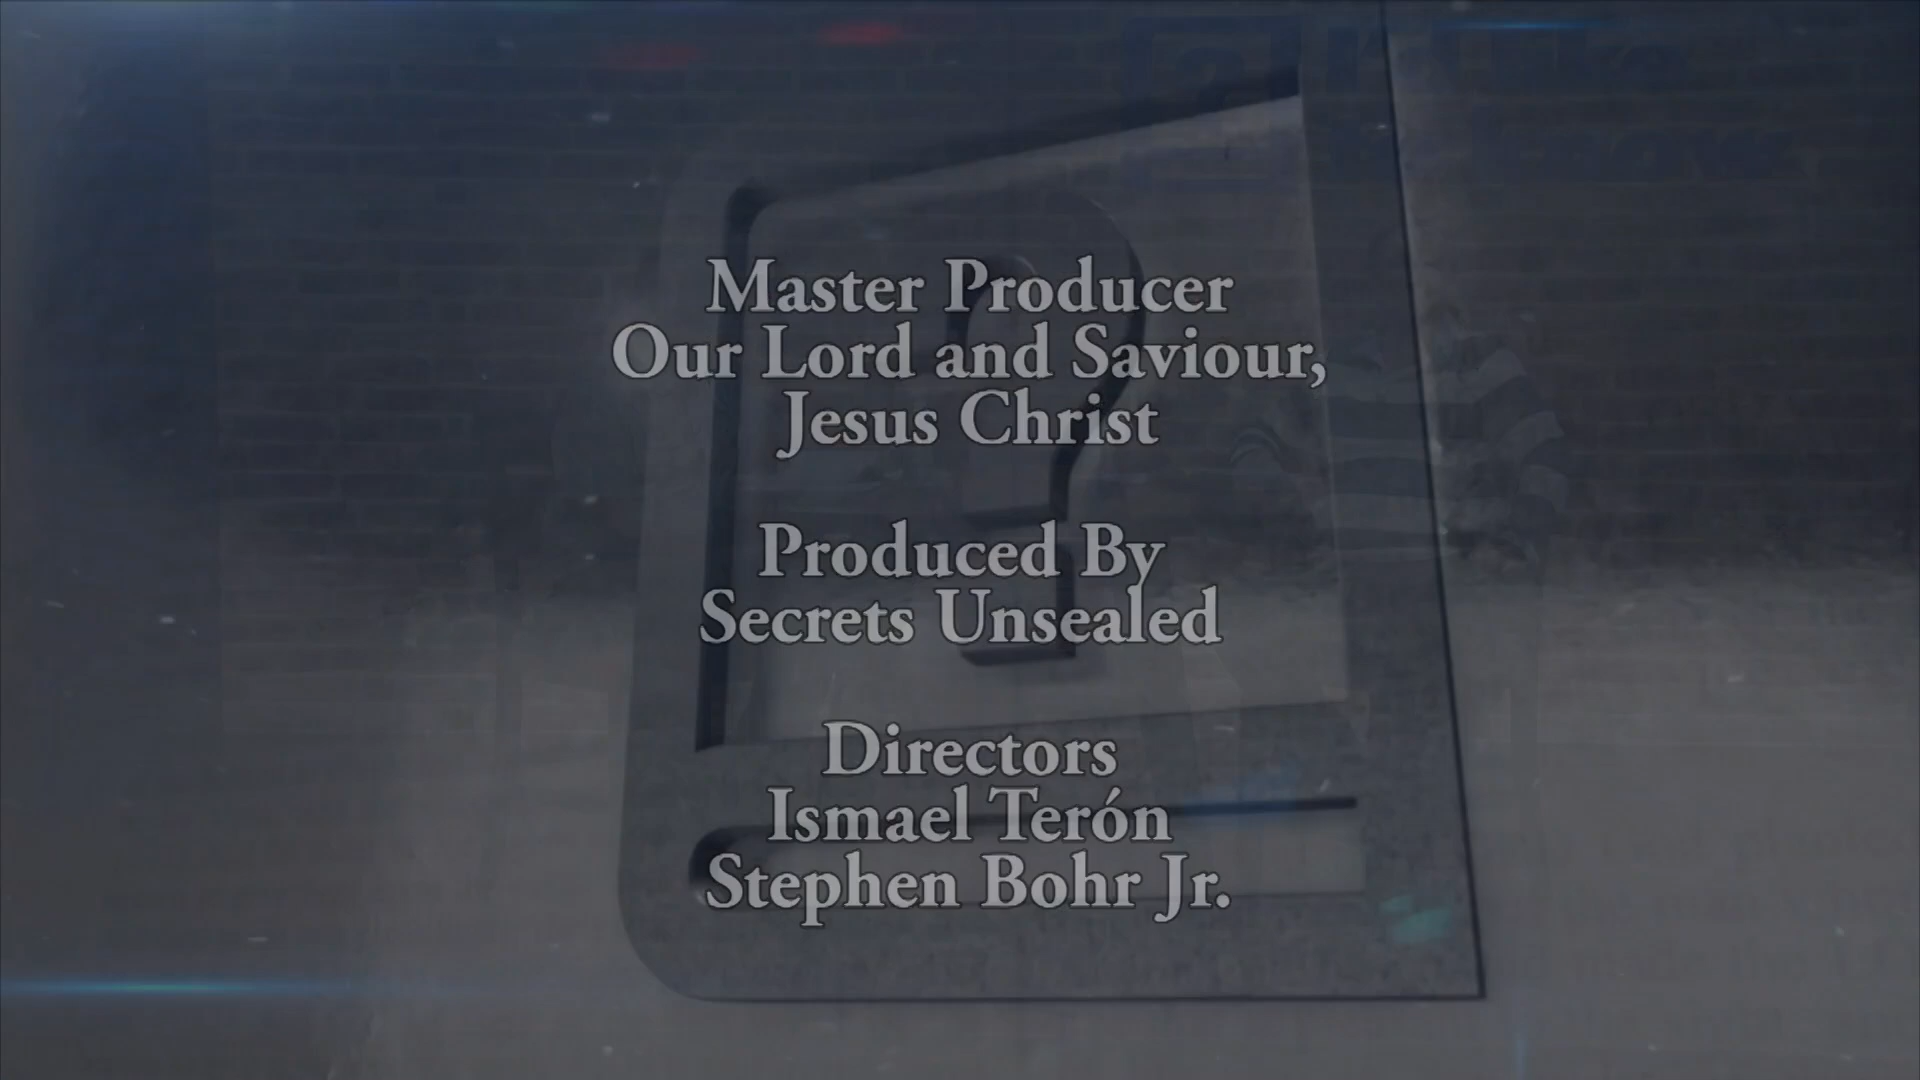 Master Producer
Our Lord and Saviour,
Jesus Christ
Produced By
Secrets Unsealed
Directors
Ismael Terón
Stephen Bohr Jr.